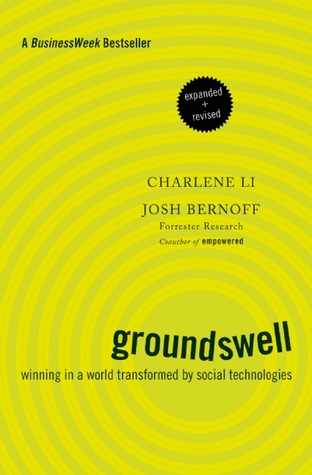 A BusinessWeek Bestseller
expanded
+
revised
CHARLENE LI
JOSH BERNOFF
Forrester Research
Coauthor of empowered
groundswell
winning in a world transformed by social technologies